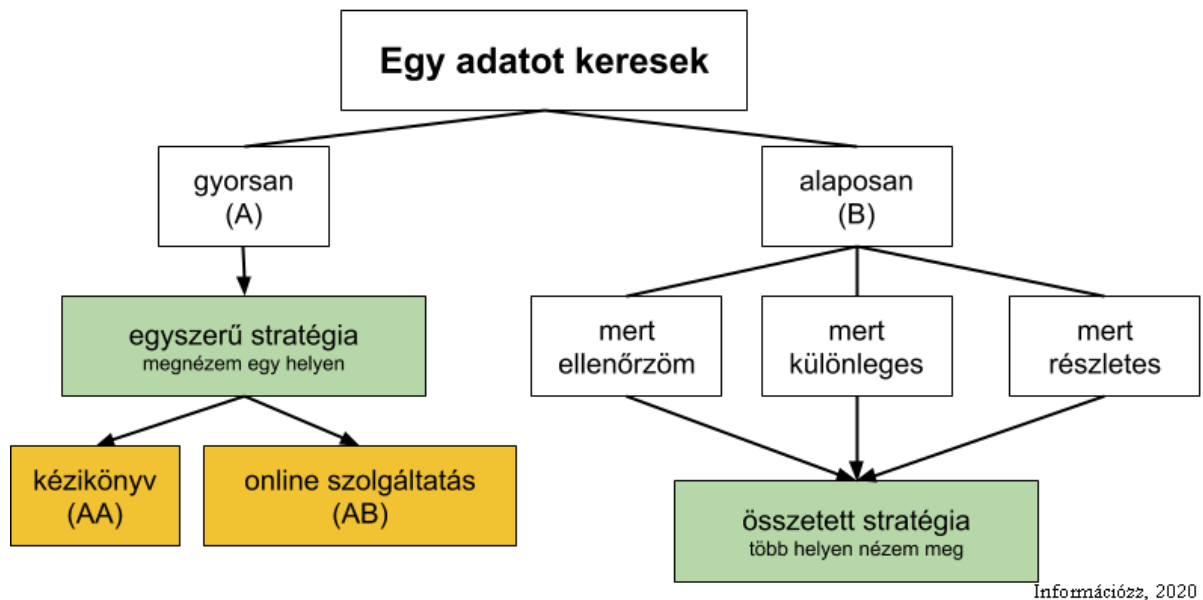 Egy adatot keresek
gyorsan
(A)
alaposan
(B)
egyszerű stratégia
megnézem egy helyen
mert
ellenőrzöm
mert
különleges
mert
részletes
kézikönyv
(AA)
online szolgáltatás
(AB)
összetett stratégia
több helyen nézem meg
Információzz, 2020